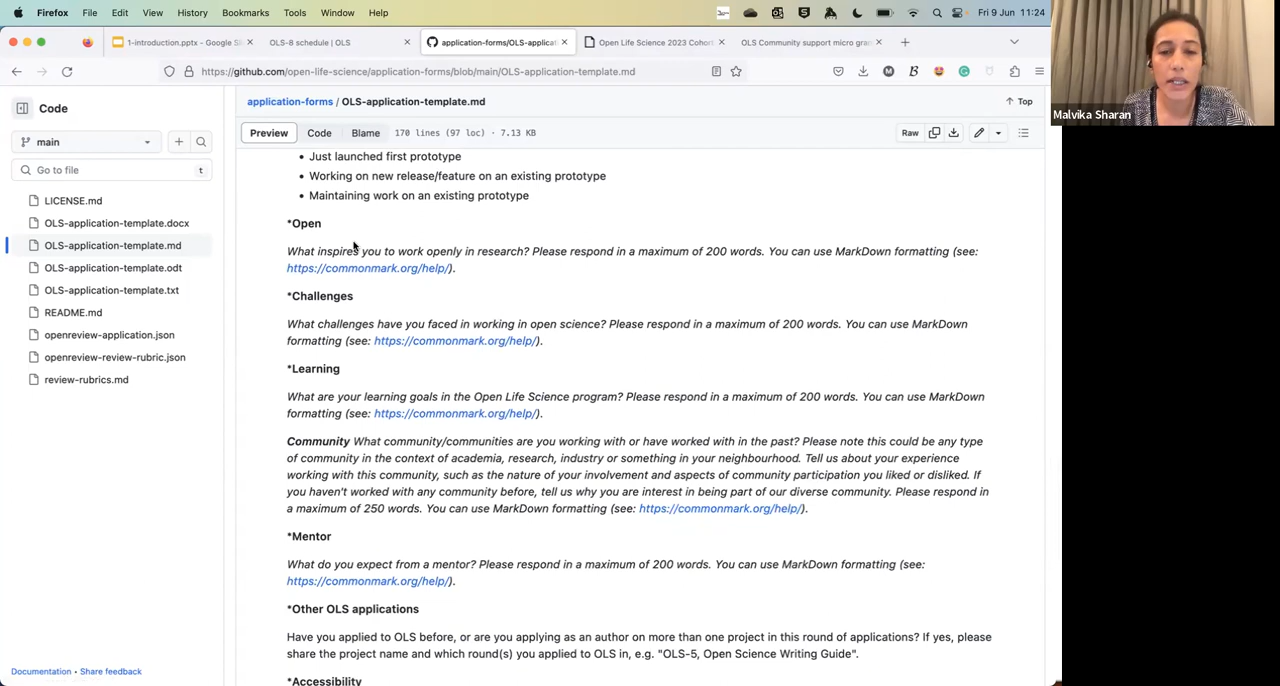 Firefox File Edit View History Bookmarks Tools Window Help Fri 9 Jun 11:24
1-introduction.pptx - Google Sl
OLS-8 schedule | OLS
application-forms/OLS-applicati
Open Life Science 2023 Cohort
OLS Community support micro gran
https://github.com/open-life-science/application-forms/blob/main/OLS-application-template.md
Code
main
Go to file
t
LICENSE.md
OLS-application-template.docx
OLS-application-template.md
OLS-application-template.odt
OLS-application-template.txt
README.md
openreview-application.json
openreview-review-rubric.json
review-rubrics.md
Documentation • Share feedback
application-forms / OLS-application-template.md
Top
Preview Code Blame 170 lines (97 loc) · 7.13 KB
Raw
• Just launched first prototype
• Working on new release/feature on an existing prototype
• Maintaining work on an existing prototype
*Open
What inspires you to work openly in research? Please respond in a maximum of 200 words. You can use MarkDown formatting (see:
https://commonmark.org/help/).
*Challenges
What challenges have you faced in working in open science? Please respond in a maximum of 200 words. You can use MarkDown
formatting (see: https://commonmark.org/help/).
*Learning
What are your learning goals in the Open Life Science program? Please respond in a maximum of 200 words. You can use MarkDown
formatting (see: https://commonmark.org/help/).
Community What community/communities are you working with or have worked with in the past? Please note this could be any type
of community in the context of academia, research, industry or something in your neighbourhood. Tell us about your experience
working with this community, such as the nature of your involvement and aspects of community participation you liked or disliked. If
you haven't worked with any community before, tell us why you are interest in being part of our diverse community. Please respond in
a maximum of 250 words. You can use MarkDown formatting (see: https://commonmark.org/help/).
*Mentor
What do you expect from a mentor? Please respond in a maximum of 200 words. You can use MarkDown formatting (see:
https://commonmark.org/help/).
*Other OLS applications
Have you applied to OLS before, or are you applying as an author on more than one project in this round of applications? If yes, please
share the project name and which round(s) you applied to OLS in, e.g. "OLS-5, Open Science Writing Guide".
*Accessibility
Malvika Sharan